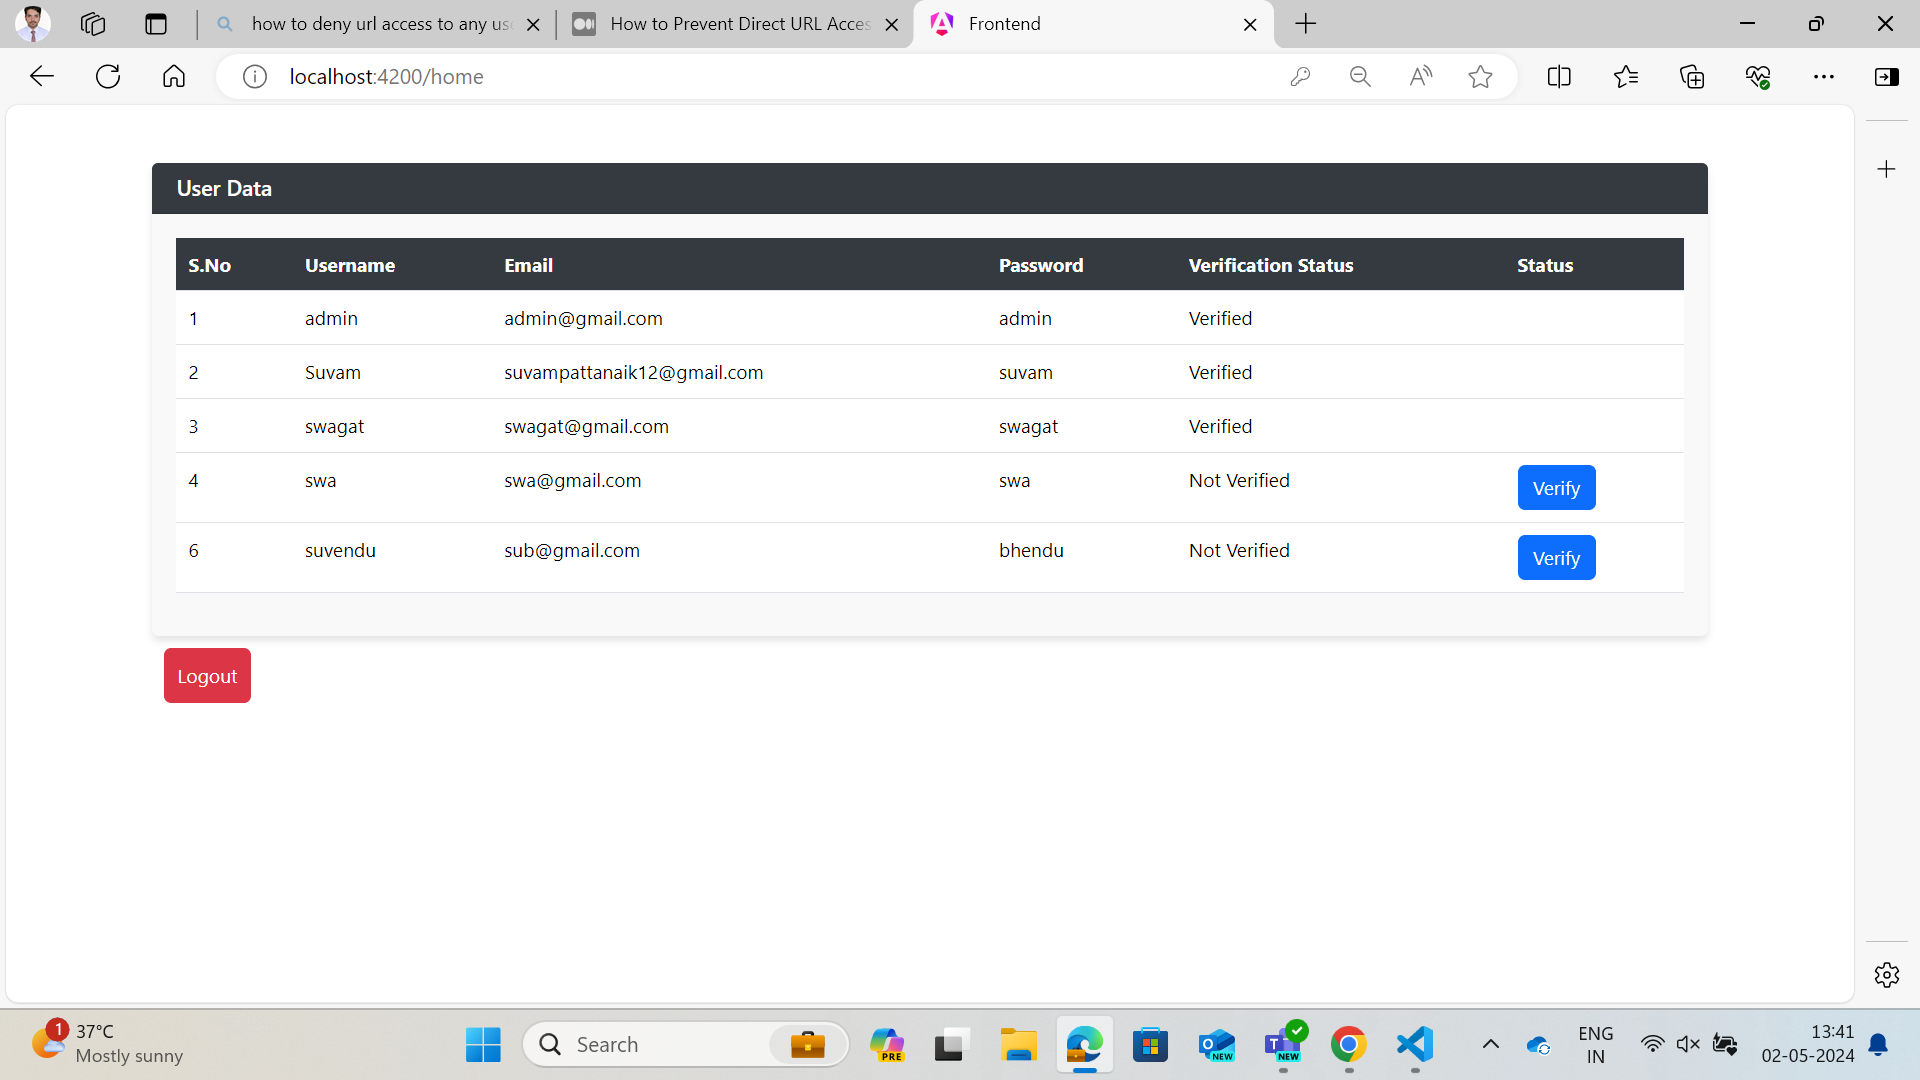 how to deny url access to any use
How to Prevent Direct URL Acces
Frontend
localhost:4200/home
User Data
S.No Username Email Password Verification Status Status
1 admin admin@gmail.com admin Verified
2 Suvam suvampattanaik12@gmail.com suvam Verified
3 swagat swagat@gmail.com swagat Verified
4 swa swa@gmail.com swa Not Verified Verify
6 suvendu sub@gmail.com bhendu Not Verified Verify
Logout
1
37°C
Mostly sunny
Search
PRE
NEW
T
NEW
ENG
IN
13:41
02-05-2024